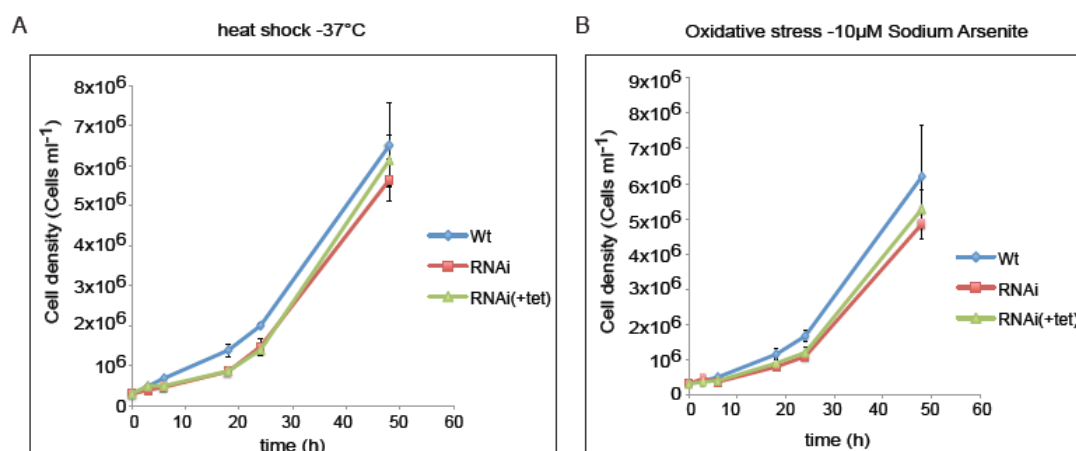 A
heat shock -37°C
Cell density (Cells ml⁻¹)
8x10⁶
7x10⁶
6x10⁶
5x10⁶
4x10⁶
3x10⁶
2x10⁶
10⁶
0
0 10 20 30 40 50 60
time (h)
Wt
RNAi
RNAi(+tet)
B
Oxidative stress -10µM Sodium Arsenite
Cell density (Cells ml⁻¹)
9x10⁶
8x10⁶
7x10⁶
6x10⁶
5x10⁶
4x10⁶
3x10⁶
2x10⁶
10⁶
0
0 10 20 30 40 50 60
time (h)
Wt
RNAi
RNAi(+tet)